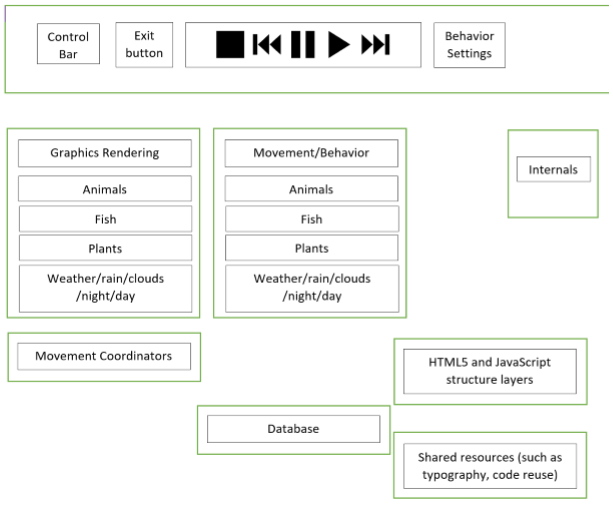 Control
Bar
Exit
button
Behavior
Settings
Graphics Rendering
Animals
Fish
Plants
Weather/rain/clouds
/night/day
Movement/Behavior
Animals
Fish
Plants
Weather/rain/clouds
/night/day
Internals
Movement Coordinators
HTML5 and JavaScript
structure layers
Database
Shared resources (such as
typography, code reuse)